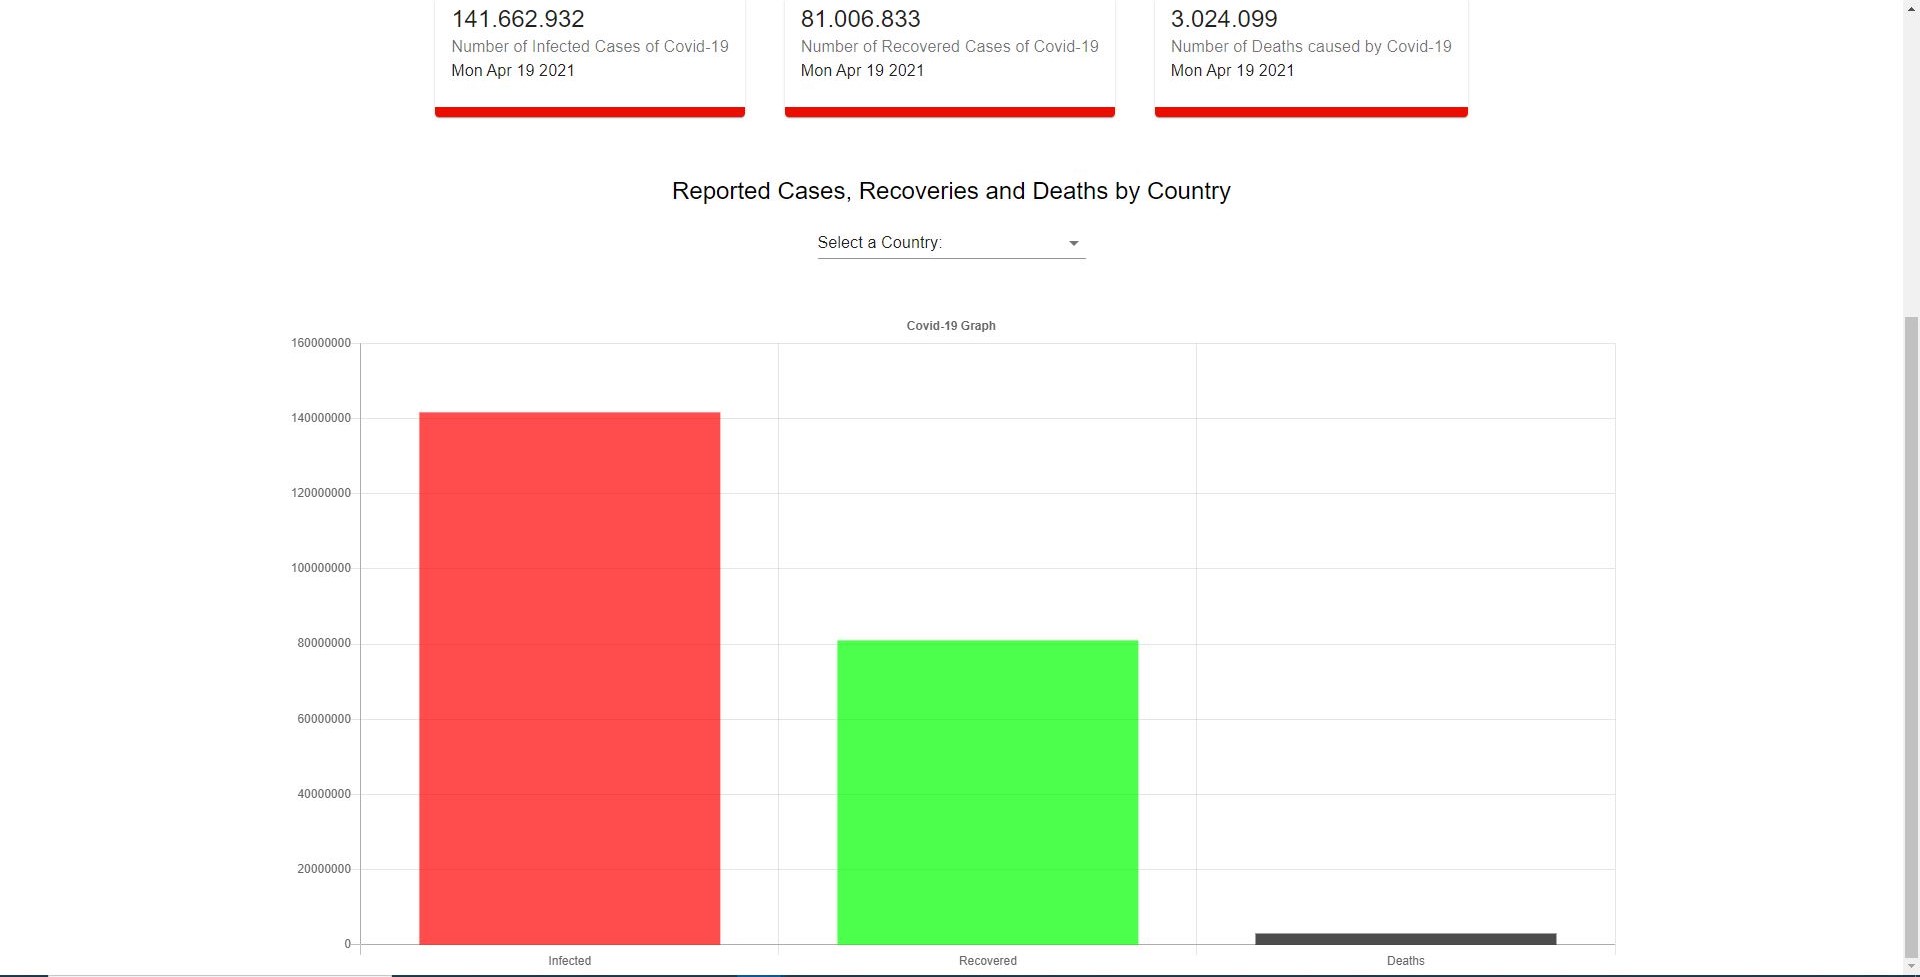 141.662.932
Number of Infected Cases of Covid-19
Mon Apr 19 2021
81.006.833
Number of Recovered Cases of Covid-19
Mon Apr 19 2021
3.024.099
Number of Deaths caused by Covid-19
Mon Apr 19 2021
Reported Cases, Recoveries and Deaths by Country
Select a Country:
Covid-19 Graph
160000000
140000000
120000000
100000000
80000000
60000000
40000000
20000000
0
Infected
Recovered
Deaths